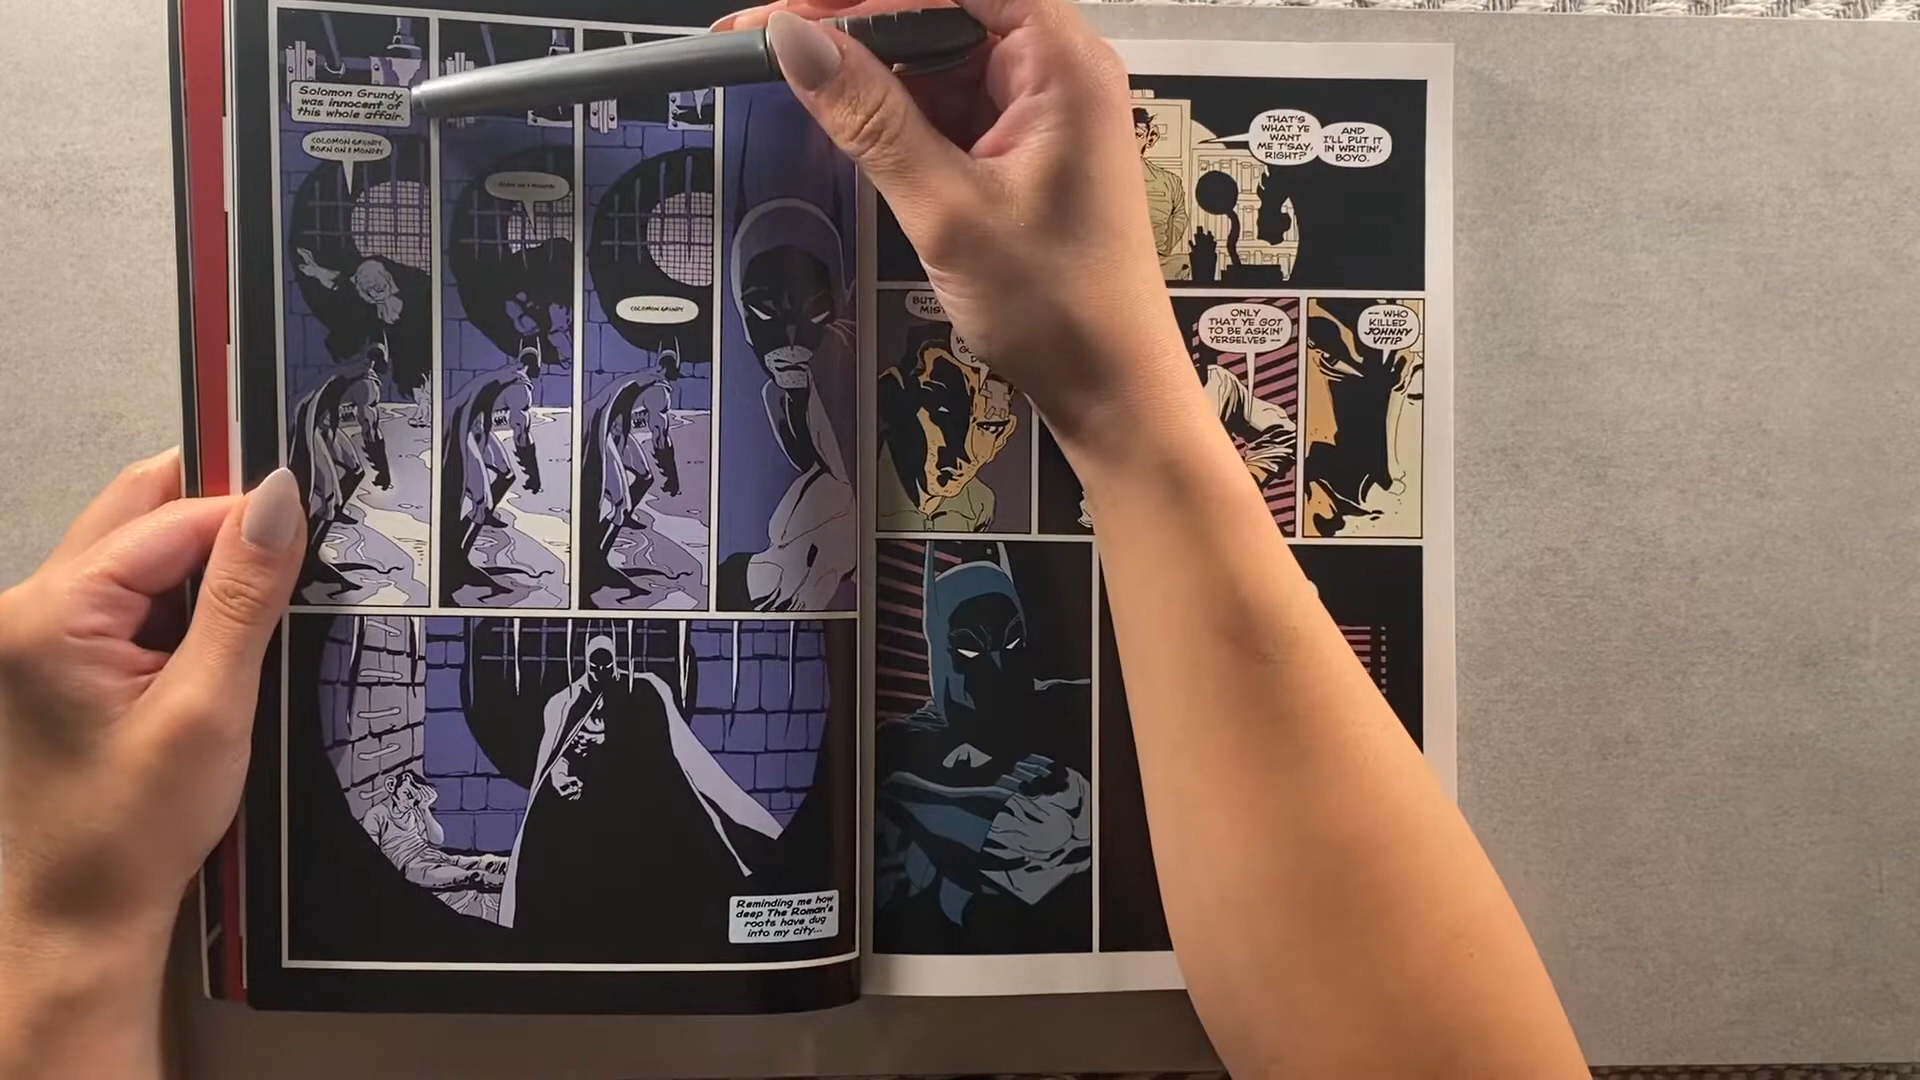 Solomon Grundy
was innocent of
this whole affair.
SOLOMON GRUNDY
BORN ON A MONDAY
SOLOMON GRUNDY
Reminding me how
deep The Roman's
roots have dug
into my city...
THAT'S
WHAT YE
WANT
ME T'SAY,
RIGHT?
AND
I'LL PUT IT
IN WRITIN',
BOYO.
BUT
ONLY
THAT YE GOT
TO BE ASKIN'
YERSELVES --
-- WHO
KILLED
JOHNNY
VITI?